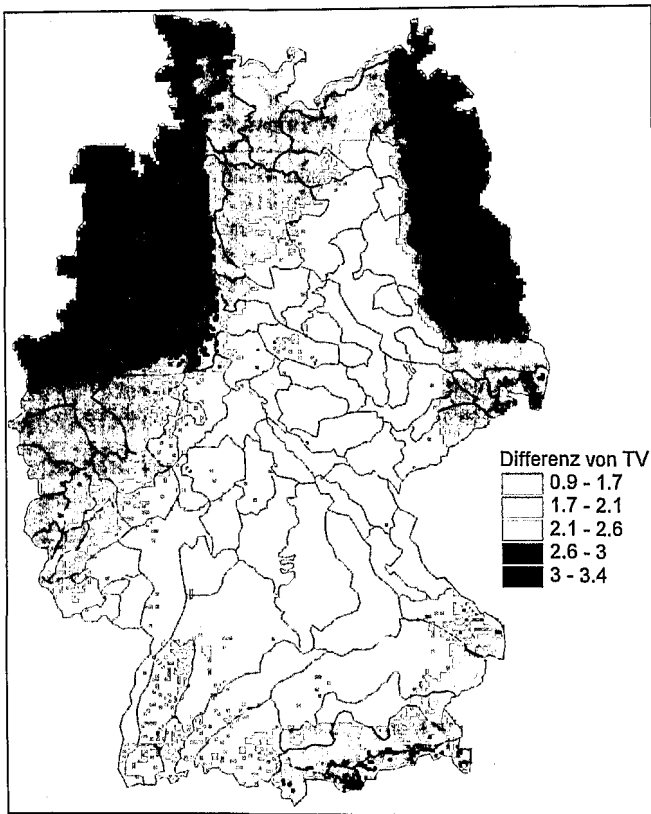 Differenz von TV
0.9 - 1.7
1.7 - 2.1
2.1 - 2.6
2.6 - 3
3 - 3.4